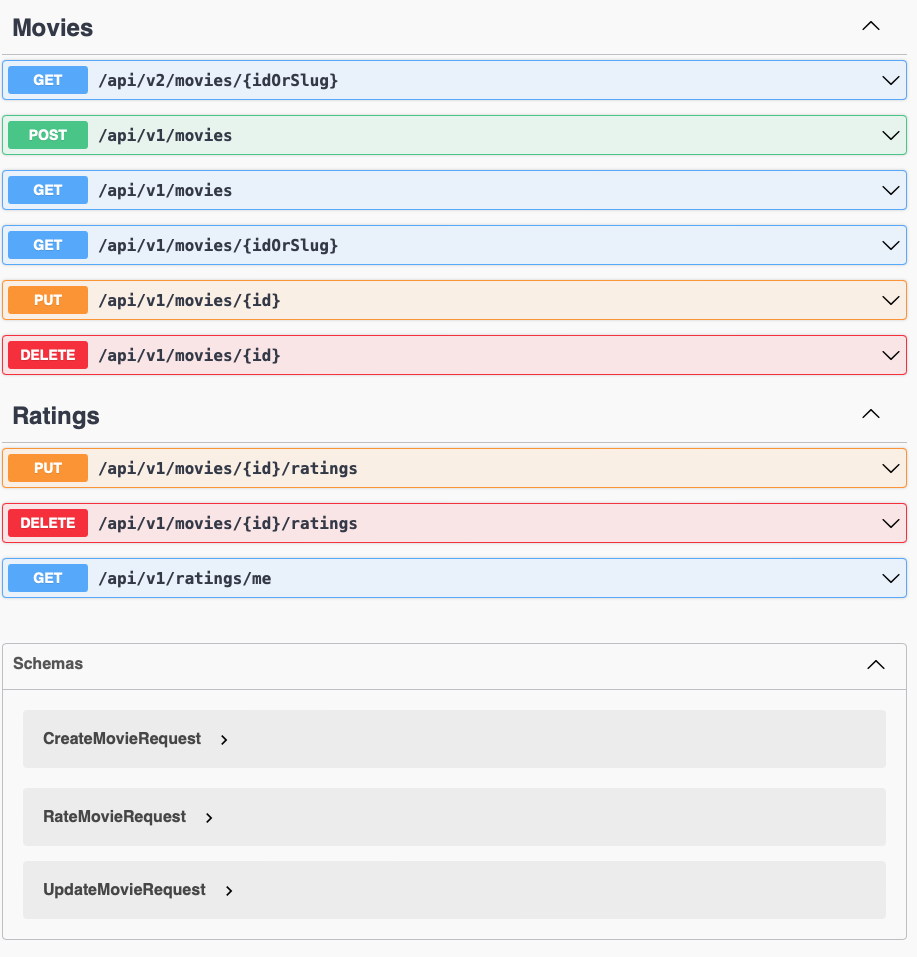 Movies
GET /api/v2/movies/{idOrSlug}
POST /api/v1/movies
GET /api/v1/movies
GET /api/v1/movies/{idOrSlug}
PUT /api/v1/movies/{id}
DELETE /api/v1/movies/{id}
Ratings
PUT /api/v1/movies/{id}/ratings
DELETE /api/v1/movies/{id}/ratings
GET /api/v1/ratings/me
Schemas
CreateMovieRequest
RateMovieRequest
UpdateMovieRequest